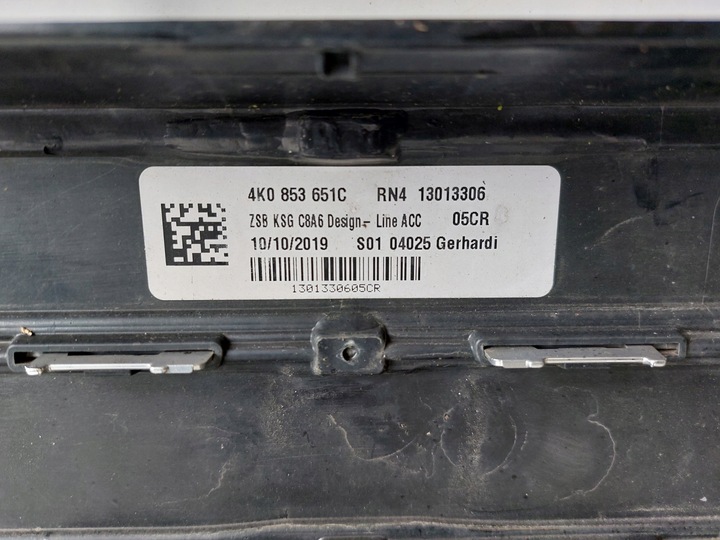 4K0 853 651C RN4 13013306
ZSB KSG C8A6 Design- Line ACC 05CR
10/10/2019 S01 04025 Gerhardi
1301330605CR